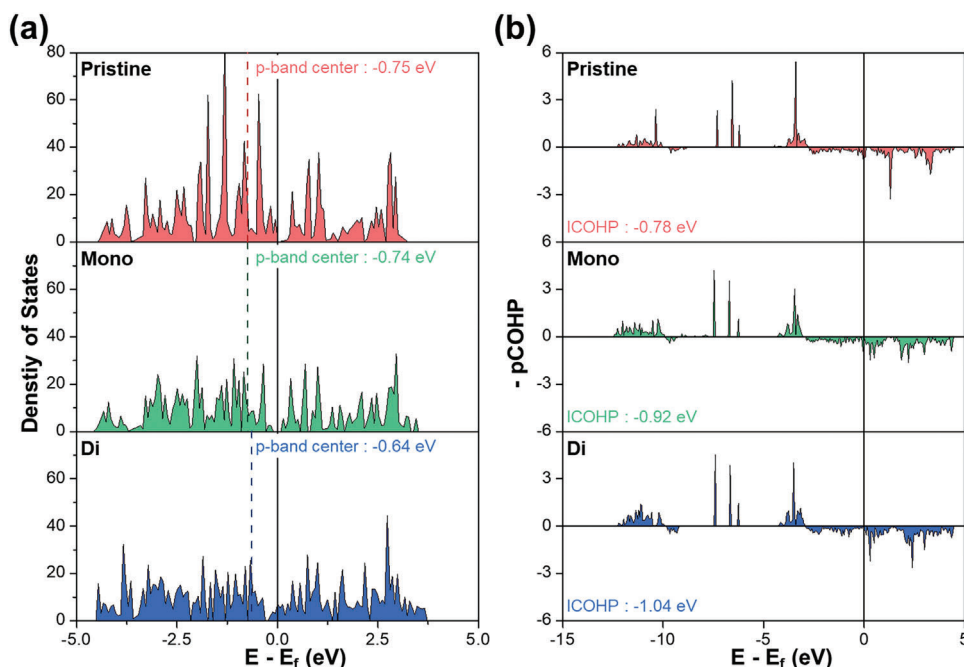 (a)
Denstiy of States
80
60
40
20
0
Pristine
p-band center : -0.75 eV
60
40
20
0
Mono
p-band center : -0.74 eV
60
40
20
0
Di
p-band center : -0.64 eV
-5.0 -2.5 0.0 2.5 5.0
E - Ef (eV)
(b)
- pCOHP
6
3
0
-3
6
Pristine
ICOHP : -0.78 eV
3
0
-3
-6
Mono
ICOHP : -0.92 eV
3
0
-3
-6
Di
ICOHP : -1.04 eV
-15 -10 -5 0
E - Ef (eV)